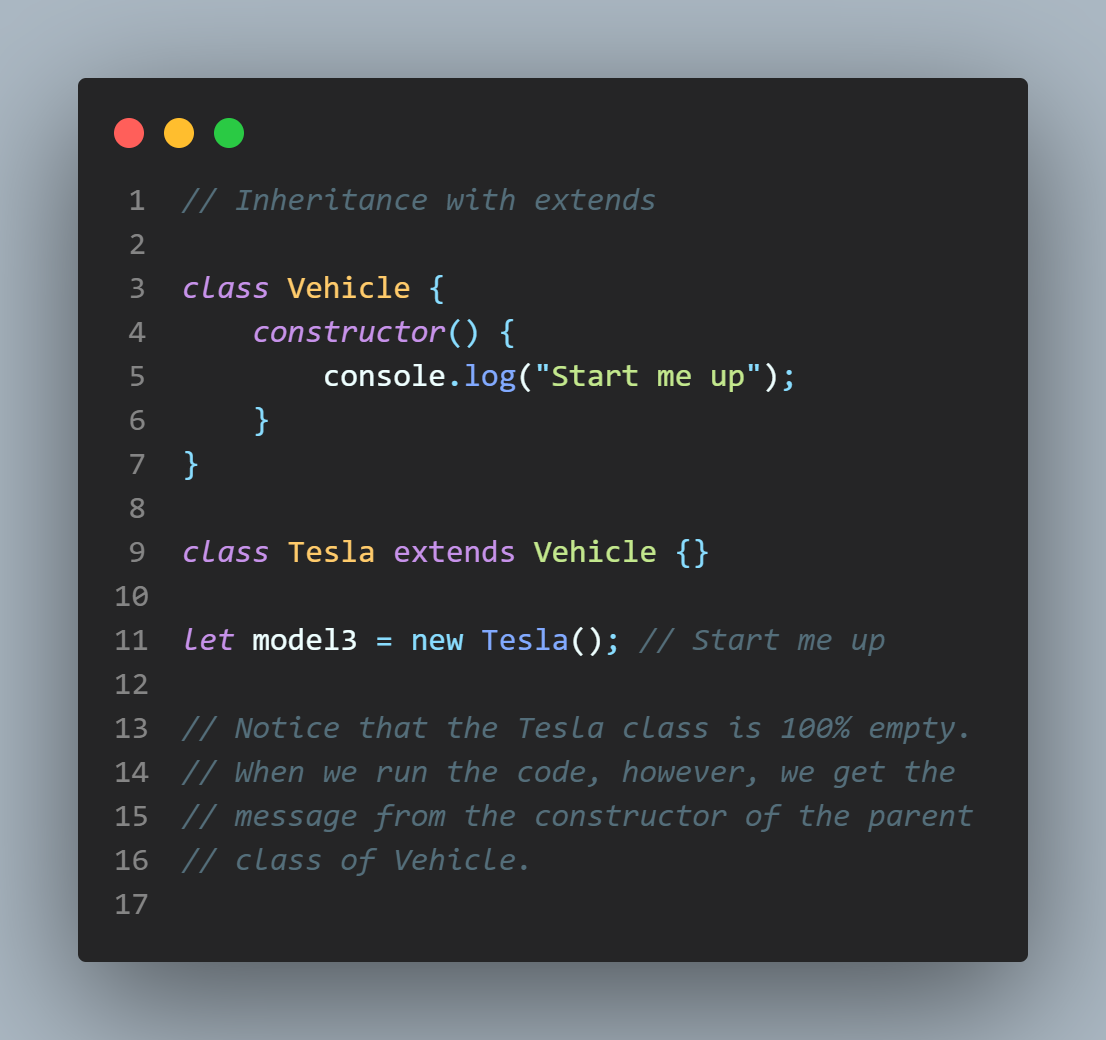 1 // Inheritance with extends
2
3 class Vehicle {
4     constructor() {
5         console.log("Start me up");
6     }
7 }
8
9 class Tesla extends Vehicle {}
10
11 let model3 = new Tesla(); // Start me up
12
13 // Notice that the Tesla class is 100% empty.
14 // When we run the code, however, we get the
15 // message from the constructor of the parent
16 // class of Vehicle.
17